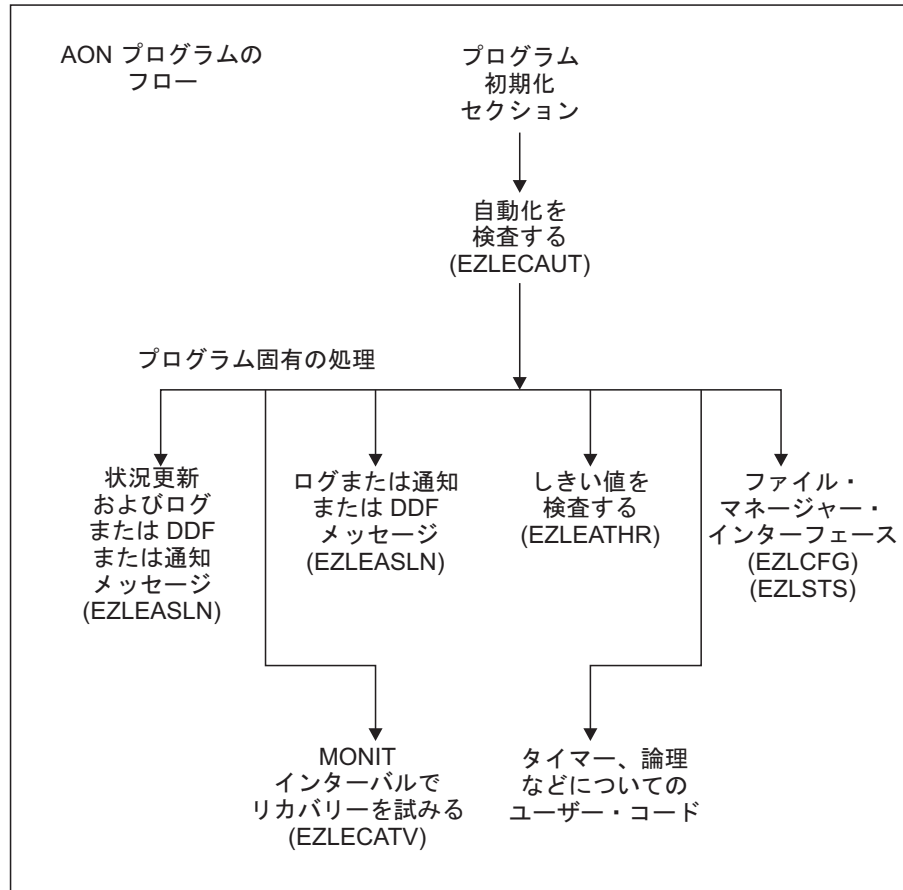 AON プログラムの
フロー
プログラム
初期化
セクション
自動化を
検査する
(EZLECAUT)
プログラム固有の処理
状況更新
およびログ
または DDF
または通知
メッセージ
(EZLEASLN)
ログまたは通知
または DDF
メッセージ
(EZLEASLN)
しきい値を
検査する
(EZLEATHR)
ファイル・
マネージャー・
インターフェース
(EZLCFG)
(EZLSTS)
MONIT
インターバルで
リカバリーを試みる
(EZLECATV)
タイマー、論理
などについての
ユーザー・コード